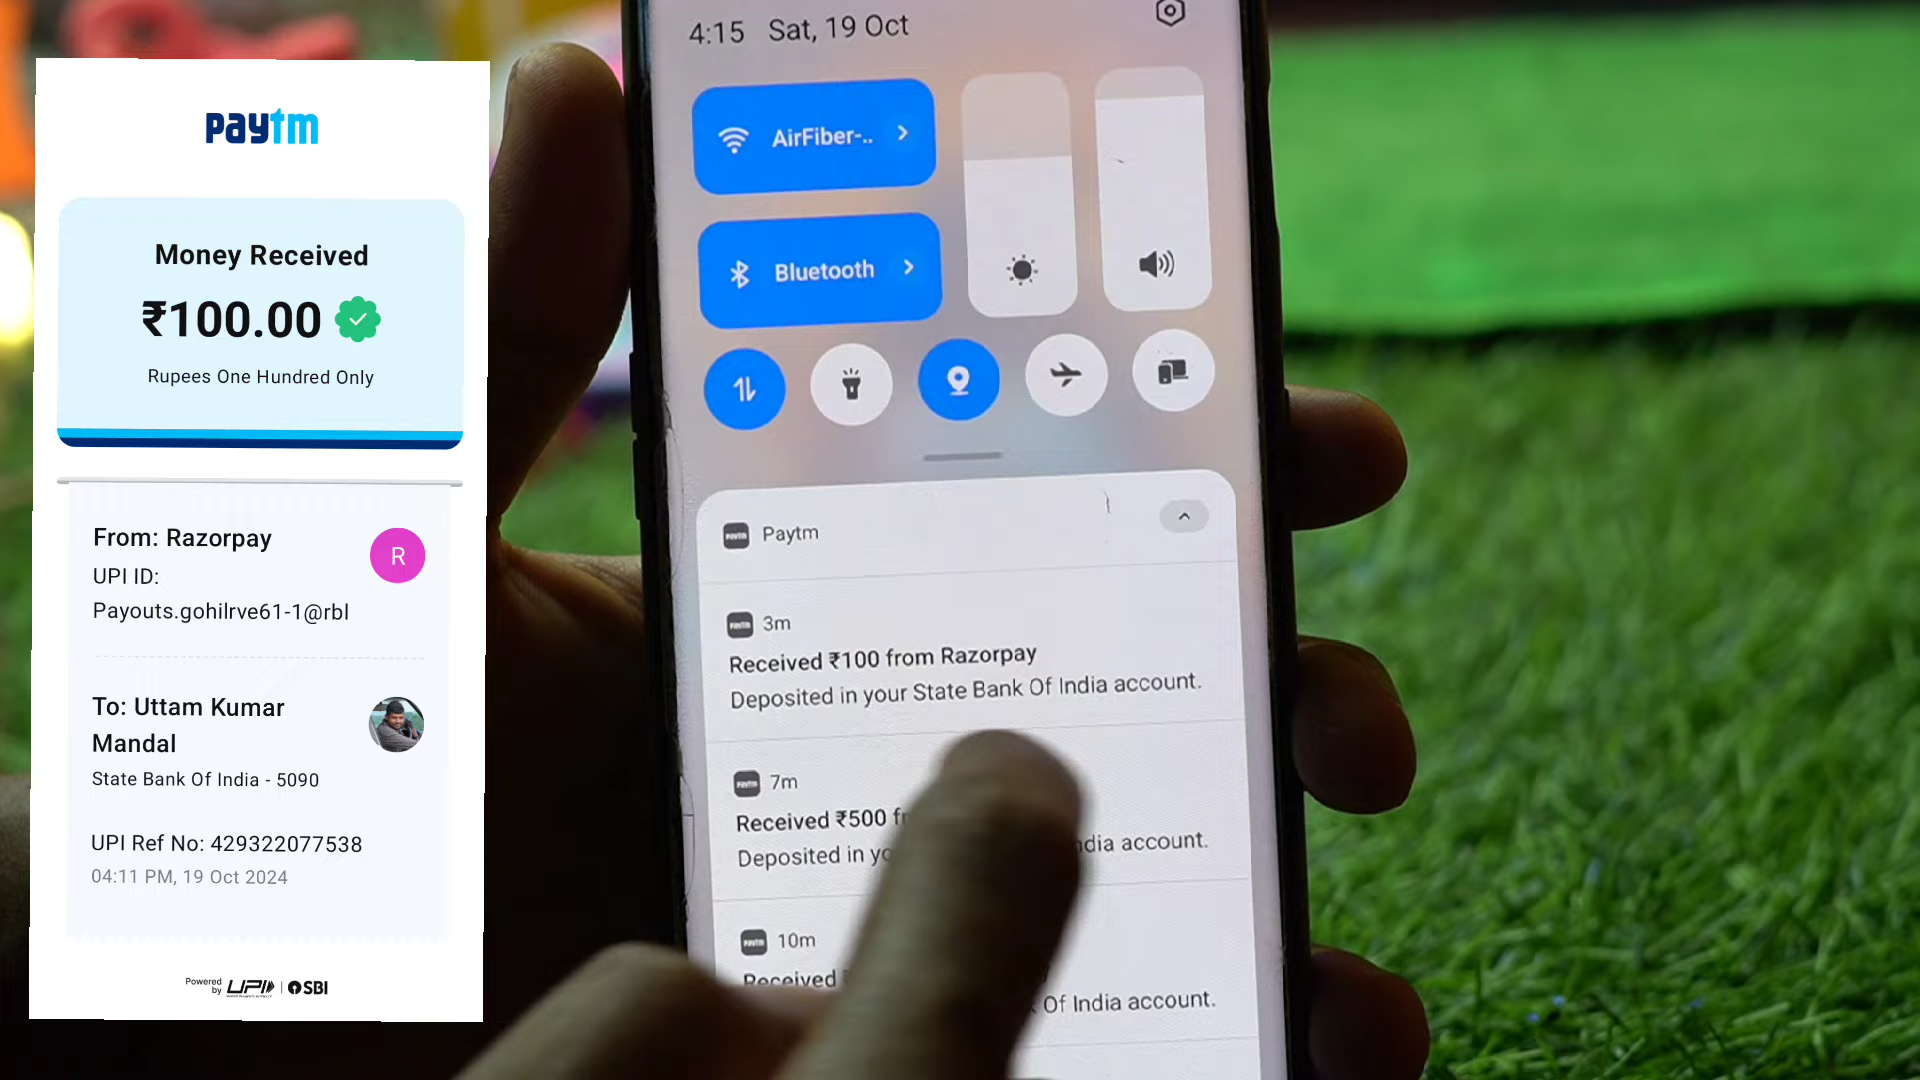 paytm
Money Received
₹100.00
Rupees One Hundred Only
From: Razorpay
R
UPI ID:
Payouts.gohilrve61-1@rbl
To: Uttam Kumar
Mandal
State Bank Of India - 5090
UPI Ref No: 429322077538
04:11 PM, 19 Oct 2024
Powered
by
UPI
SBI
4:15 Sat, 19 Oct
AirFiber-..
Bluetooth
Paytm
3m
Received ₹100 from Razorpay
Deposited in your State Bank Of India account.
7m
Received ₹500
Deposited in account.
10m
Received
Of India account.